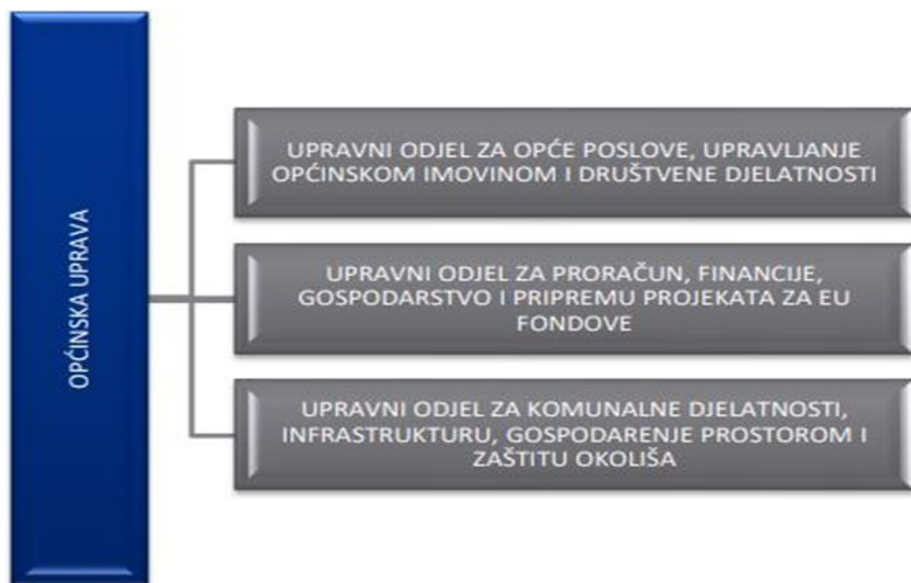 OPĆINSKA UPRAVA
UPRAVNI ODJEL ZA OPĆE POSLOVE, UPRAVLJANJE
OPĆINSKOM IMOVINOM I DRUŠTVENE DJELATNOSTI
UPRAVNI ODJEL ZA PRORAČUN, FINANCIJE,
GOSPODARSTVO I PRIPREMU PROJEKATA ZA EU
FONDOVE
UPRAVNI ODJEL ZA KOMUNALNE DJELATNOSTI,
INFRASTRUKTURU, GOSPODARENJE PROSTOROM I
ZAŠTITU OKOLIŠA